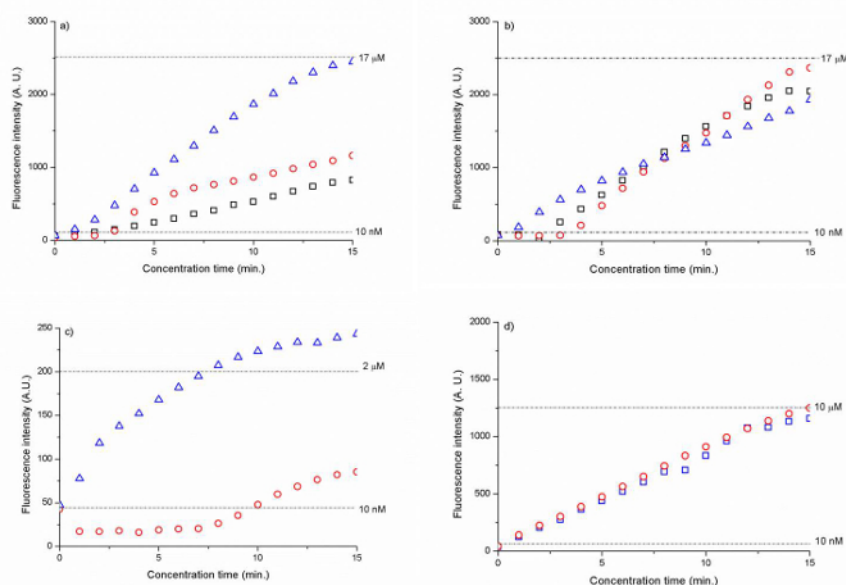 a)
3000
2000
1000
0
Fluorescence intensity (A. U.)
17 μM
10 nM
0 5 10 15
Concentration time (min.)
b)
3000
2000
1000
0
Fluorescence intensity (A. U.)
17 μM
10 nM
0 5 10 15
Concentration time (min.)
c)
250
200
150
100
50
0
Fluorescence intensity (A.U.)
2 μM
10 nM
0 5 10 15
Concentration time (min.)
d)
2000
1500
1000
500
0
Fluorescence intensity (A. U.)
10 μM
10 nM
0 5 10 15
Concentration time (min.)